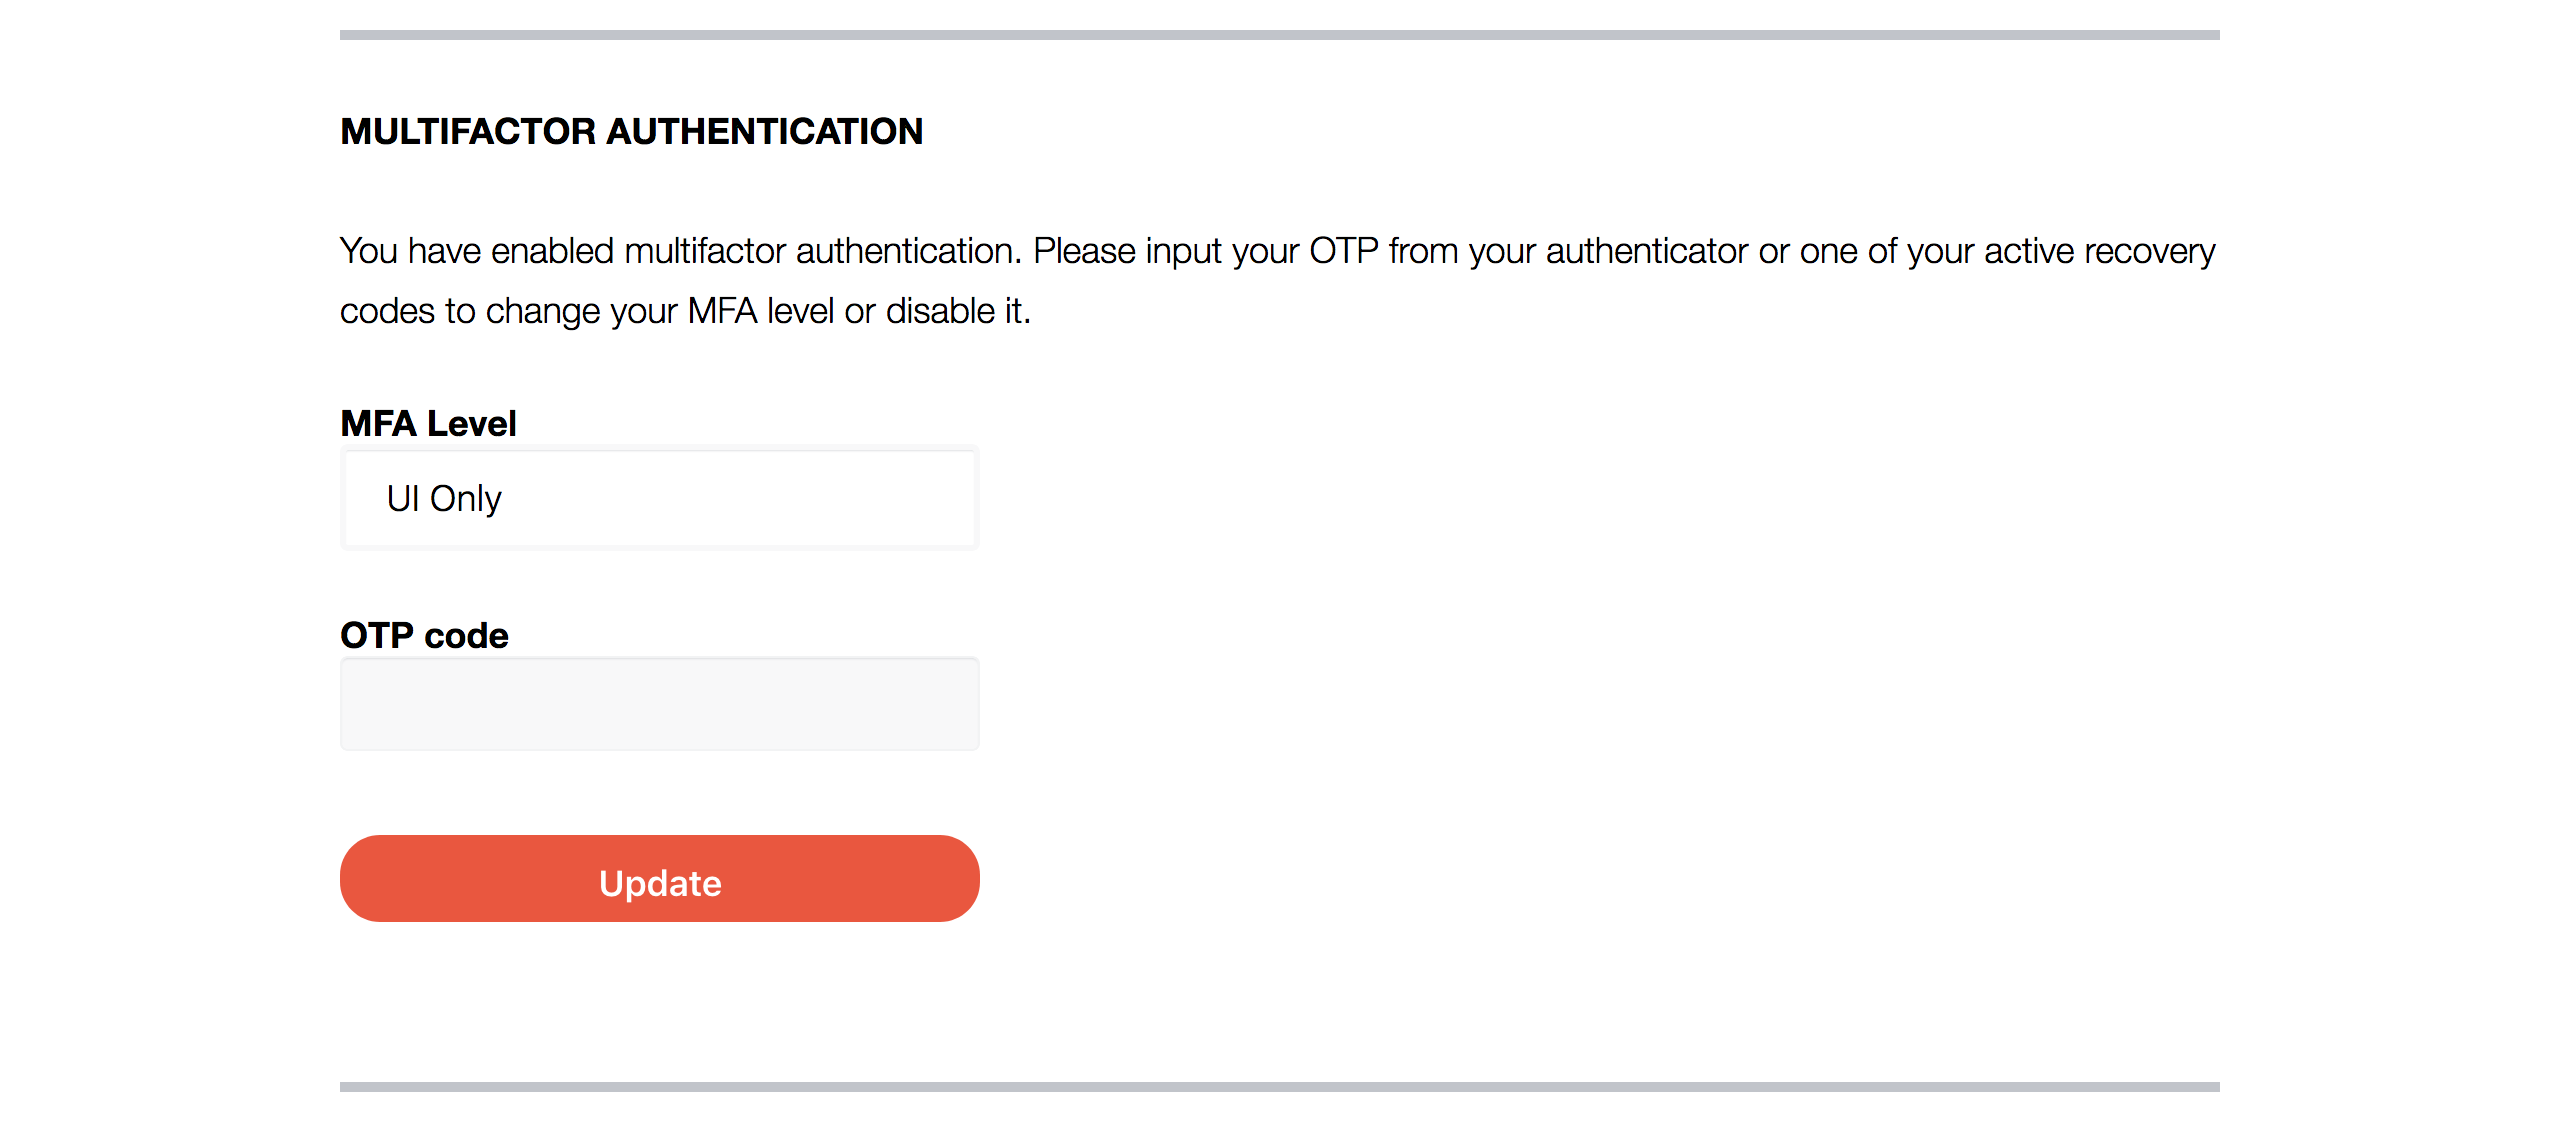 MULTIFACTOR AUTHENTICATION
You have enabled multifactor authentication. Please input your OTP from your authenticator or one of your active recovery
codes to change your MFA level or disable it.
MFA Level
UI Only
OTP code
Update